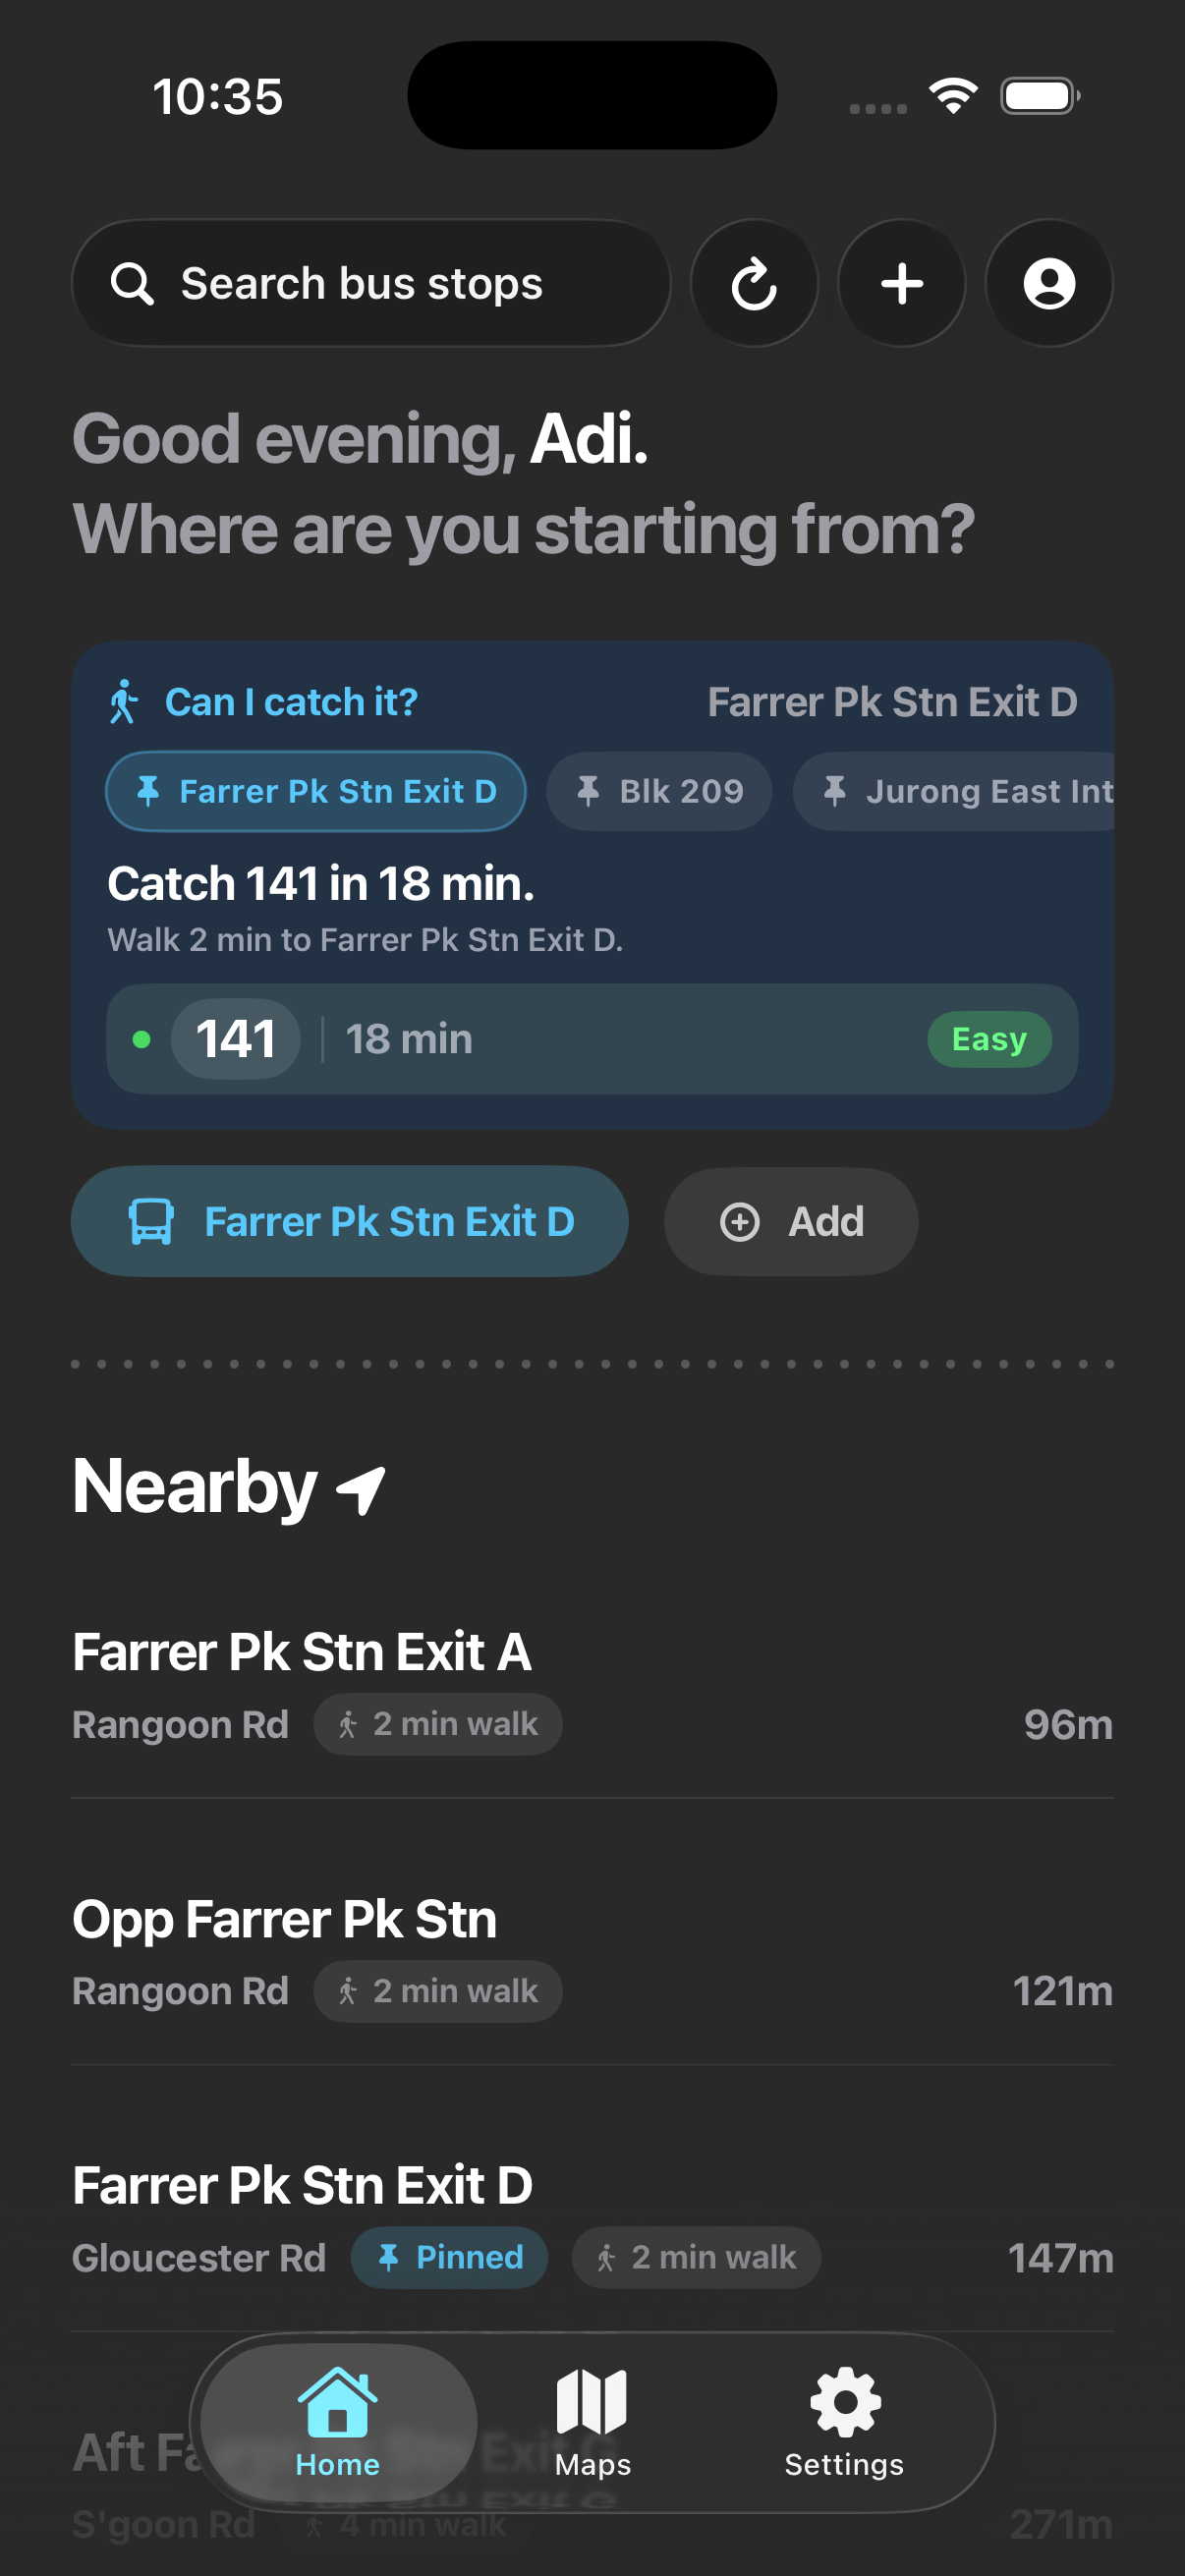 10:35
Search bus stops
Good evening, Adi.
Where are you starting from?
Can I catch it?
Farrer Pk Stn Exit D
Farrer Pk Stn Exit D
Blk 209
Jurong East Int
Catch 141 in 18 min.
Walk 2 min to Farrer Pk Stn Exit D.
141
18 min
Easy
Farrer Pk Stn Exit D
Add
Nearby
Farrer Pk Stn Exit A
Rangoon Rd
2 min walk
96m
Opp Farrer Pk Stn
Rangoon Rd
2 min walk
121m
Farrer Pk Stn Exit D
Gloucester Rd
Pinned
2 min walk
147m
Aft
Exit
S'goon Rd
4 min walk
271m
Home
Maps
Settings